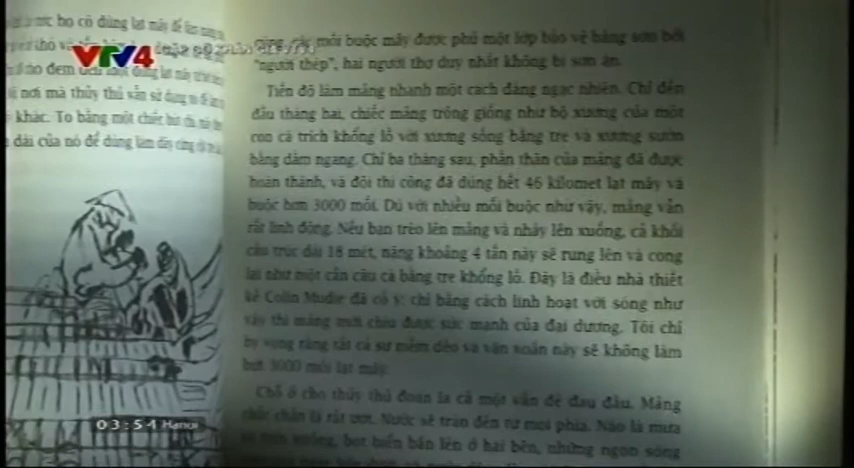 VTV4
nơi mà thủy thủ vẫn sử dụng
khác. To bằng một chiếc
dài của nó để dùng làm dây
các mối buộc mây được phủ một lớp bảo vệ bằng sơn bởi
"người thép", hai người thợ duy nhất không bị sơn ăn.
Tiến độ làm mảng nhanh một cách đáng ngạc nhiên. Chỉ đến
đầu tháng hai, chiếc mảng trông giống như bộ xương của một
con cá trích khổng lồ với xương sống bằng tre và xương sườn
bằng dầm ngang. Chỉ ba tháng sau, phần thân của mảng đã được
hoàn thành, và đội thi công đã dùng hết 46 kilomet lạt mây và
buộc hơn 3000 mối. Dù với nhiều mối buộc như vậy, mảng vẫn
rất linh động. Nếu bạn trèo lên mảng và nhảy lên xuống, cả khối
cấu trúc dài 18 mét, nặng khoảng 4 tấn này sẽ rung lên và cong
lại như một cần câu cá bằng tre khổng lồ. Đây là điều nhà thiết
kế Colin Mudie đã cố ý: chỉ bằng cách linh hoạt với sóng như
vậy thì mảng mới chịu được sức mạnh của đại dương. Tôi chỉ
hy vọng rằng tất cả sự mềm dẻo và vặn xoắn này sẽ không làm
bứt 3000 mối lạt mây.
Chỗ ở cho thủy thủ đoàn là cả một vấn đề đau đầu. Mảng
chắc chắn là rất ướt. Nước sẽ tràn đến từ mọi phía. Nào là mưa
xuống, bọt biển bắn lên ở hai bên, những ngọn sóng
03:54 Hanoi